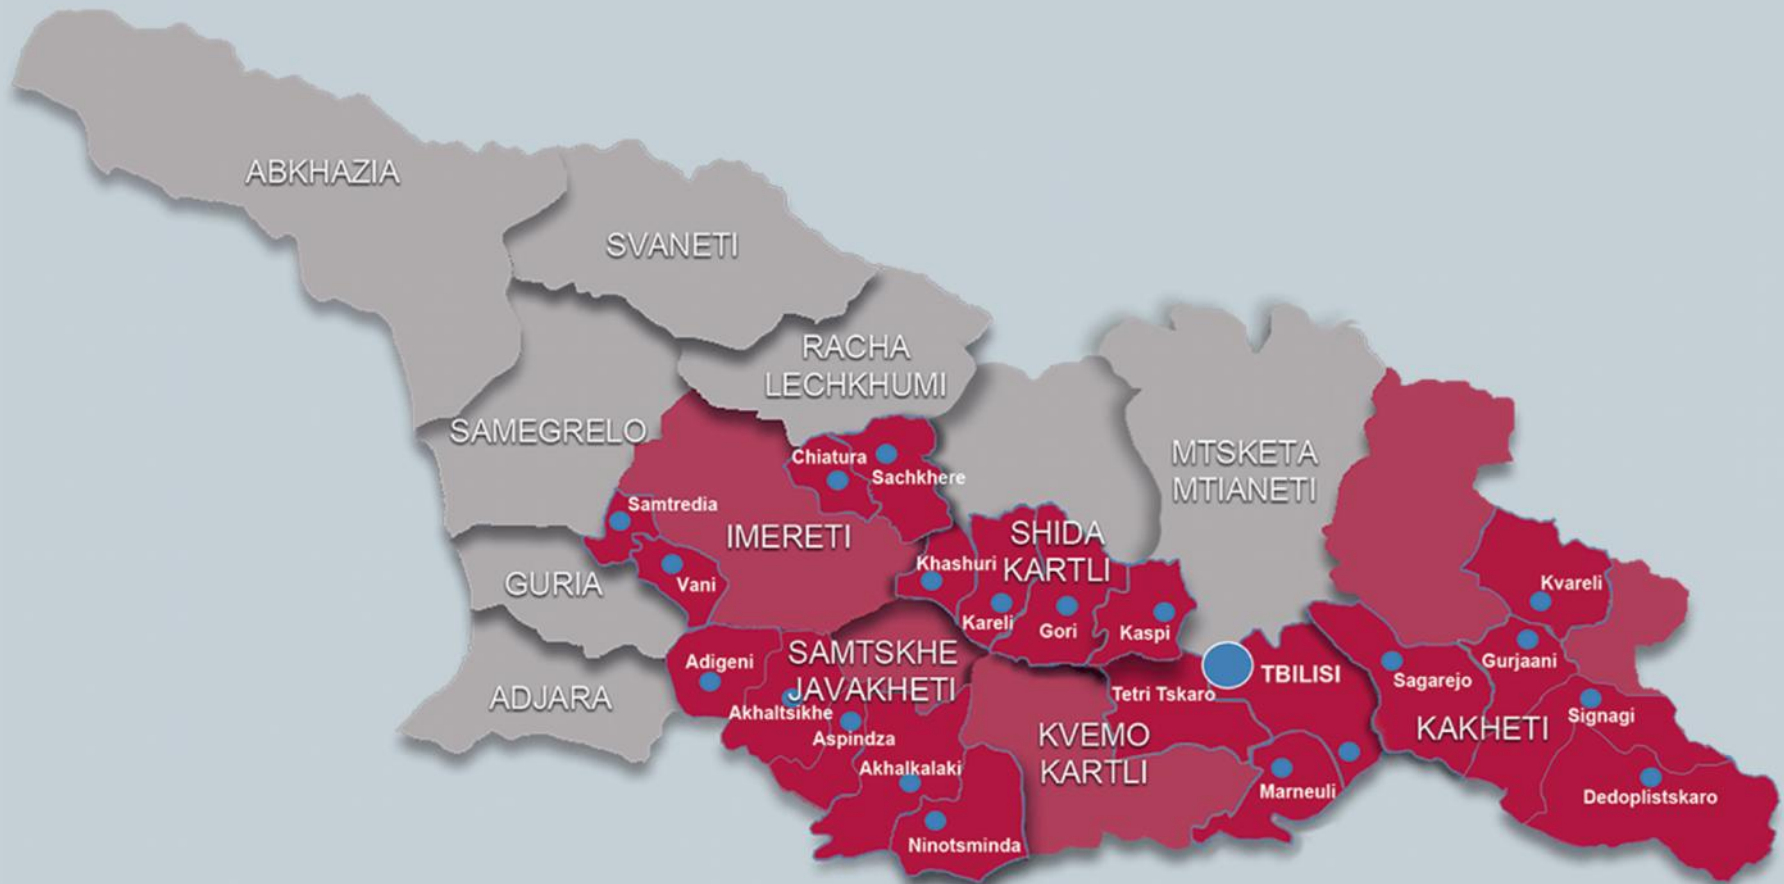 ABKHAZIA
SVANETI
RACHA
LECHKHUMI
SAMEGRELO
MTSKETA
MTIANETI
Chiatura
Sachkhere
Samtredia
IMERETI
SHIDA
KARTLI
Khashuri
GURIA
Vani
Kvareli
Kareli
Gori
Kaspi
SAMTSKHE
JAVAKHETI
Adigeni
Gurjaani
TBILISI
Sagarejo
ADJARA
Tetri Tskaro
Akhaltsikhe
Signagi
KAKHETI
Aspindza
KVEMO
KARTLI
Akhalkalaki
Marneuli
Dedoplistskaro
Ninotsminda